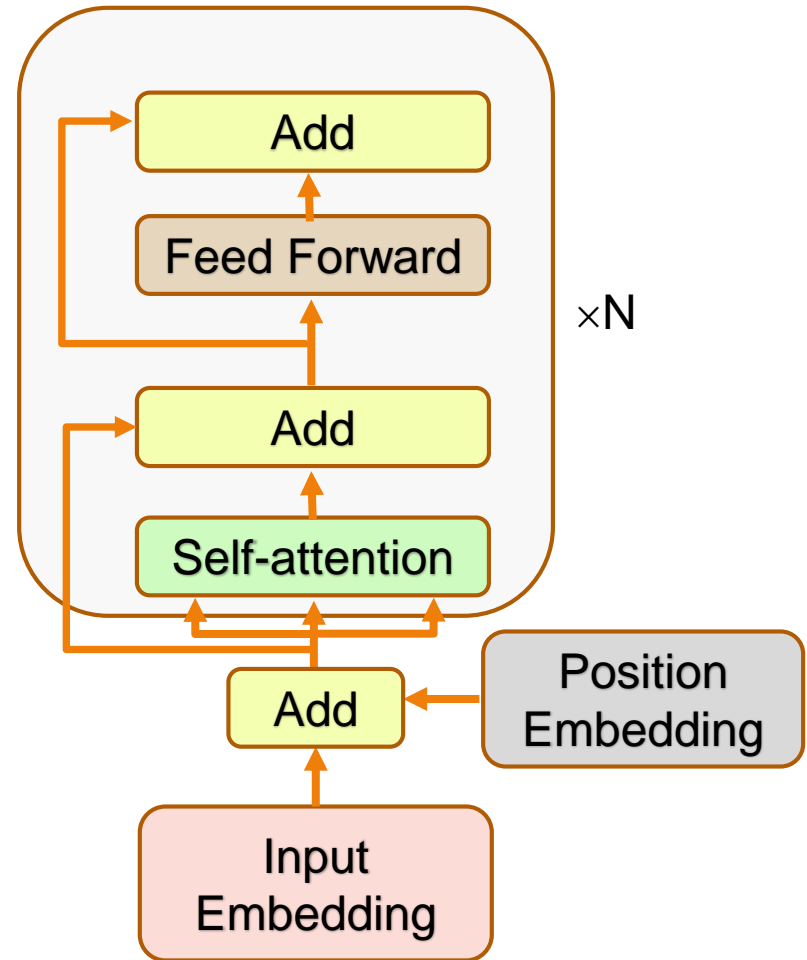 Add
Feed Forward
×N
Add
Self-attention
Add
Position
Embedding
Input
Embedding